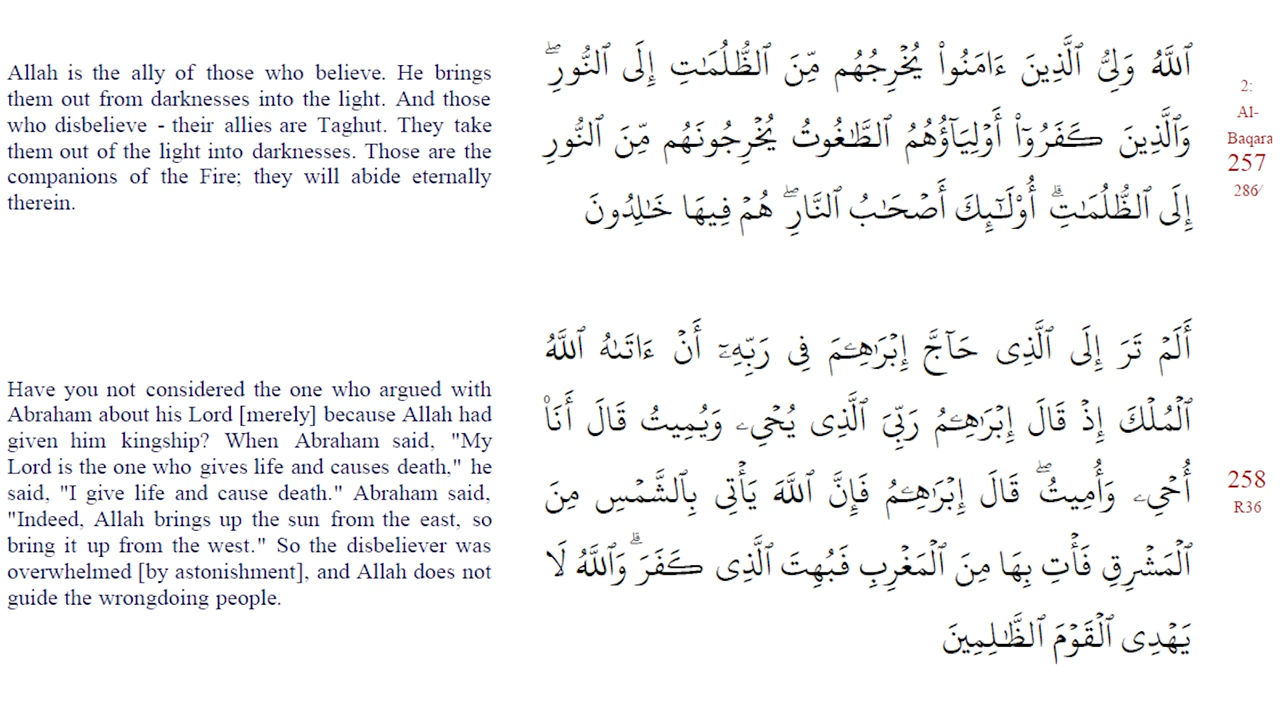 Allah is the ally of those who believe. He brings
them out from darknesses into the light. And those
who disbelieve - their allies are Taghut. They take
them out of the light into darknesses. Those are the
companions of the Fire; they will abide eternally
therein.
ٱللَّهُ وَلِىُّ ٱلَّذِينَ ءَامَنُوا۟ يُخْرِجُهُم مِّنَ ٱلظُّلُمَـٰتِ إِلَى ٱلنُّورِ ۖ
وَٱلَّذِينَ كَفَرُوٓا۟ أَوْلِيَآؤُهُمُ ٱلطَّـٰغُوتُ يُخْرِجُونَهُم مِّنَ ٱلنُّورِ
إِلَى ٱلظُّلُمَـٰتِ ۗ أُو۟لَـٰٓئِكَ أَصْحَـٰبُ ٱلنَّارِ ۖ هُمْ فِيهَا خَـٰلِدُونَ
2:
Al-
Baqara
257
286/
Have you not considered the one who argued with
Abraham about his Lord [merely] because Allah had
given him kingship? When Abraham said, "My
Lord is the one who gives life and causes death," he
said, "I give life and cause death." Abraham said,
"Indeed, Allah brings up the sun from the east, so
bring it up from the west." So the disbeliever was
overwhelmed [by astonishment], and Allah does not
guide the wrongdoing people.
أَلَمْ تَرَ إِلَى ٱلَّذِى حَآجَّ إِبْرَٰهِـۧمَ فِى رَبِّهِۦٓ أَنْ ءَاتَىٰهُ ٱللَّهُ
ٱلْمُلْكَ إِذْ قَالَ إِبْرَٰهِـۧمُ رَبِّىَ ٱلَّذِى يُحْىِۦ وَيُمِيتُ قَالَ أَنَا۠
أُحْىِۦ وَأُمِيتُ ۖ قَالَ إِبْرَٰهِـۧمُ فَإِنَّ ٱللَّهَ يَأْتِى بِٱلشَّمْسِ مِنَ
ٱلْمَشْرِقِ فَأْتِ بِهَا مِنَ ٱلْمَغْرِبِ فَبُهِتَ ٱلَّذِى كَفَرَ ۗ وَٱللَّهُ لَا
يَهْدِى ٱلْقَوْمَ ٱلظَّـٰلِمِينَ
258
R36